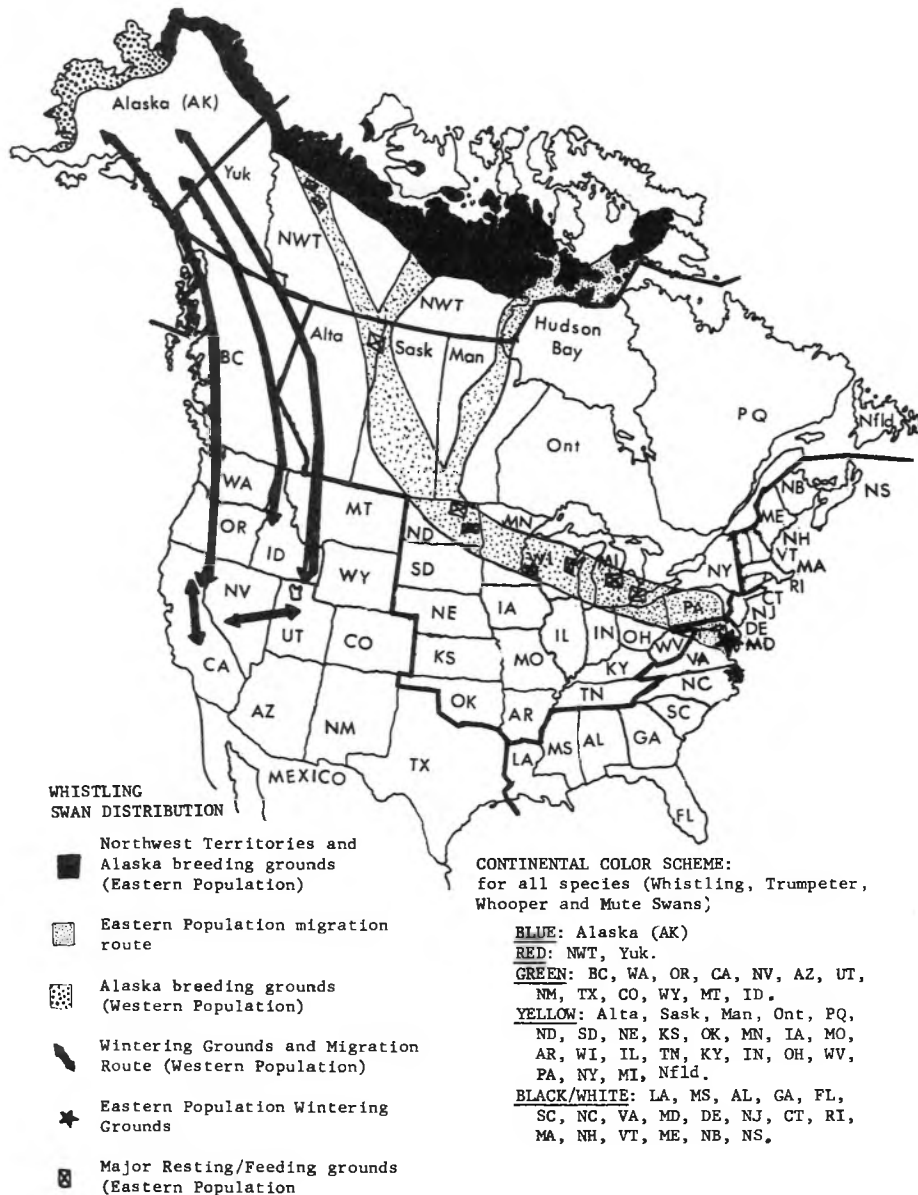 Alaska (AK)
Yuk
NWT
NWT
Hudson
Bay
BC
Alta
Sask
Man
Ont
PQ
Nfld
NB
NS
ME
NH
VT
MA
RI
CT
NY
NJ
PA
DE
MD
WA
MT
ND
MN
OR
ID
WI
MI
SD
WY
NV
UT
CO
NE
IA
IL
IN
OH
WV
VA
CA
KS
MO
KY
NC
TN
SC
AZ
NM
OK
AR
TX
LA
MS
AL
GA
FL
MEXICO
WHISTLING
SWAN DISTRIBUTION
Northwest Territories and
Alaska breeding grounds
(Eastern Population)
Eastern Population migration
route
Alaska breeding grounds
(Western Population)
Wintering Grounds and Migration
Route (Western Population)
Eastern Population Wintering
Grounds
Major Resting/Feeding grounds
(Eastern Population
CONTINENTAL COLOR SCHEME:
for all species (Whistling, Trumpeter,
Whooper and Mute Swans)
BLUE: Alaska (AK)
RED: NWT, Yuk.
GREEN: BC, WA, OR, CA, NV, AZ, UT,
NM, TX, CO, WY, MT, ID.
YELLOW: Alta, Sask, Man, Ont, PQ,
ND, SD, NE, KS, OK, MN, IA, MO,
AR, WI, IL, TN, KY, IN, OH, WV,
PA, NY, MI, Nfld.
BLACK/WHITE: LA, MS, AL, GA, FL,
SC, NC, VA, MD, DE, NJ, CT, RI,
MA, NH, VT, ME, NB, NS.